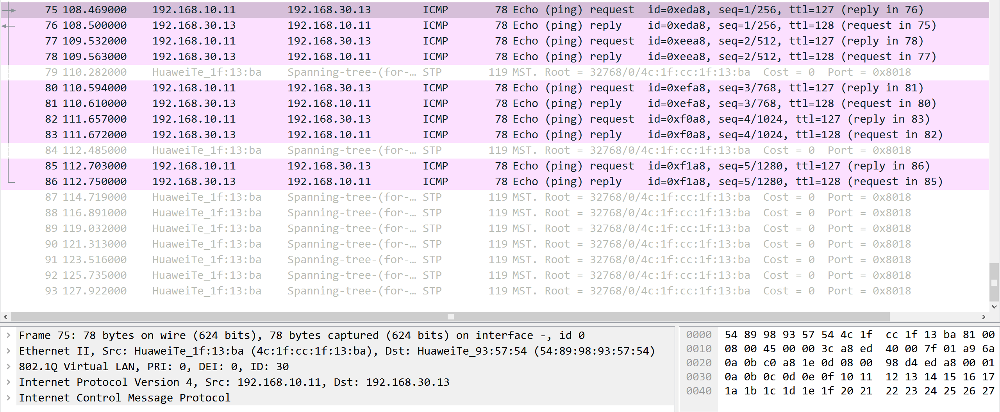 75 108.469000 192.168.10.11 192.168.30.13 ICMP 78 Echo (ping) request id=0xeda8, seq=1/256, ttl=127 (reply in 76)
76 108.500000 192.168.30.13 192.168.10.11 ICMP 78 Echo (ping) reply id=0xeda8, seq=1/256, ttl=128 (request in 75)
77 109.532000 192.168.10.11 192.168.30.13 ICMP 78 Echo (ping) request id=0xeea8, seq=2/512, ttl=127 (reply in 78)
78 109.563000 192.168.30.13 192.168.10.11 ICMP 78 Echo (ping) reply id=0xeea8, seq=2/512, ttl=128 (request in 77)
79 110.282000 HuaweiTe_1f:13:ba Spanning-tree-(for-… STP 119 MST. Root = 32768/0/4c:1f:cc:1f:13:ba Cost = 0 Port = 0x8018
80 110.594000 192.168.10.11 192.168.30.13 ICMP 78 Echo (ping) request id=0xefa8, seq=3/768, ttl=127 (reply in 81)
81 110.610000 192.168.30.13 192.168.10.11 ICMP 78 Echo (ping) reply id=0xefa8, seq=3/768, ttl=128 (request in 80)
82 111.657000 192.168.10.11 192.168.30.13 ICMP 78 Echo (ping) request id=0xf0a8, seq=4/1024, ttl=127 (reply in 83)
83 111.672000 192.168.30.13 192.168.10.11 ICMP 78 Echo (ping) reply id=0xf0a8, seq=4/1024, ttl=128 (request in 82)
84 112.485000 HuaweiTe_1f:13:ba Spanning-tree-(for-… STP 119 MST. Root = 32768/0/4c:1f:cc:1f:13:ba Cost = 0 Port = 0x8018
85 112.703000 192.168.10.11 192.168.30.13 ICMP 78 Echo (ping) request id=0xf1a8, seq=5/1280, ttl=127 (reply in 86)
86 112.750000 192.168.30.13 192.168.10.11 ICMP 78 Echo (ping) reply id=0xf1a8, seq=5/1280, ttl=128 (request in 85)
87 114.719000 HuaweiTe_1f:13:ba Spanning-tree-(for-… STP 119 MST. Root = 32768/0/4c:1f:cc:1f:13:ba Cost = 0 Port = 0x8018
88 116.891000 HuaweiTe_1f:13:ba Spanning-tree-(for-… STP 119 MST. Root = 32768/0/4c:1f:cc:1f:13:ba Cost = 0 Port = 0x8018
89 119.032000 HuaweiTe_1f:13:ba Spanning-tree-(for-… STP 119 MST. Root = 32768/0/4c:1f:cc:1f:13:ba Cost = 0 Port = 0x8018
90 121.313000 HuaweiTe_1f:13:ba Spanning-tree-(for-… STP 119 MST. Root = 32768/0/4c:1f:cc:1f:13:ba Cost = 0 Port = 0x8018
91 123.516000 HuaweiTe_1f:13:ba Spanning-tree-(for-… STP 119 MST. Root = 32768/0/4c:1f:cc:1f:13:ba Cost = 0 Port = 0x8018
92 125.735000 HuaweiTe_1f:13:ba Spanning-tree-(for-… STP 119 MST. Root = 32768/0/4c:1f:cc:1f:13:ba Cost = 0 Port = 0x8018
93 127.922000 HuaweiTe_1f:13:ba Spanning-tree-(for-… STP 119 MST. Root = 32768/0/4c:1f:cc:1f:13:ba Cost = 0 Port = 0x8018
Frame 75: 78 bytes on wire (624 bits), 78 bytes captured (624 bits) on interface -, id 0
Ethernet II, Src: HuaweiTe_1f:13:ba (4c:1f:cc:1f:13:ba), Dst: HuaweiTe_93:57:54 (54:89:98:93:57:54)
802.1Q Virtual LAN, PRI: 0, DEI: 0, ID: 30
Internet Protocol Version 4, Src: 192.168.10.11, Dst: 192.168.30.13
Internet Control Message Protocol
0000 54 89 98 93 57 54 4c 1f cc 1f 13 ba 81 00
0010 08 00 45 00 00 3c a8 ed 40 00 7f 01 a9 6a
0020 0a 0b c0 a8 1e 0d 08 00 98 d4 ed a8 00 01
0030 0a 0b 0c 0d 0e 0f 10 11 12 13 14 15 16 17
0040 1a 1b 1c 1d 1e 1f 20 21 22 23 24 25 26 27